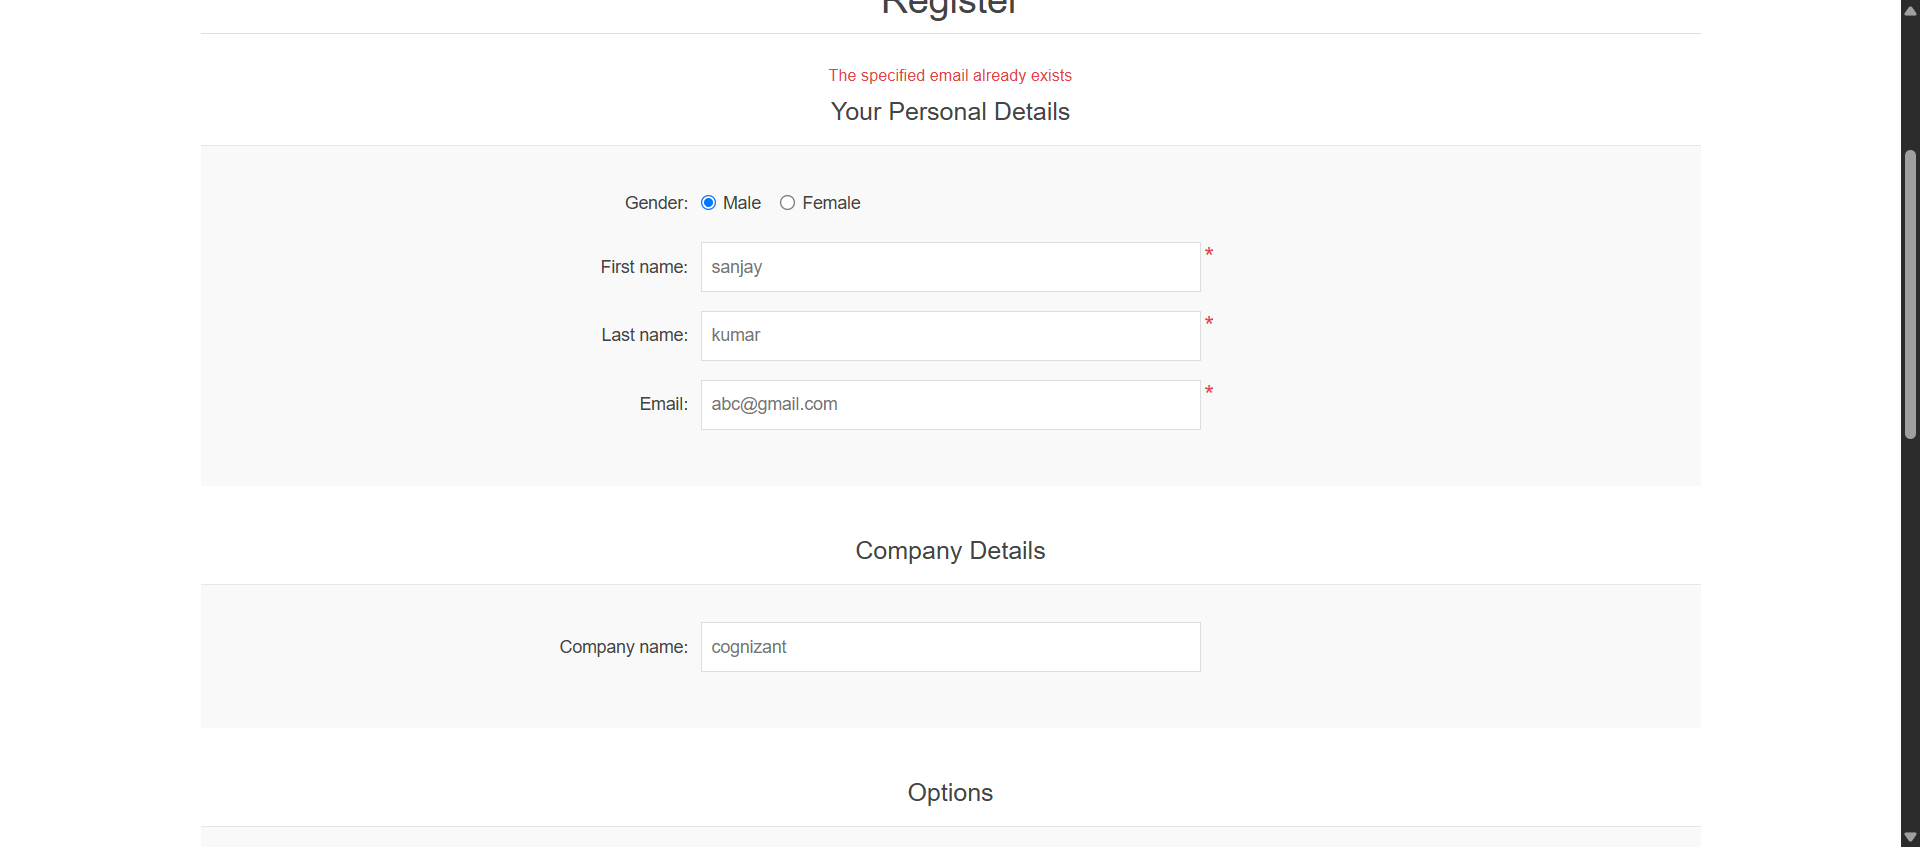 Register
The specified email already exists
Your Personal Details
Gender: Male Female
First name: sanjay *
Last name: kumar *
Email: abc@gmail.com *
Company Details
Company name: cognizant
Options